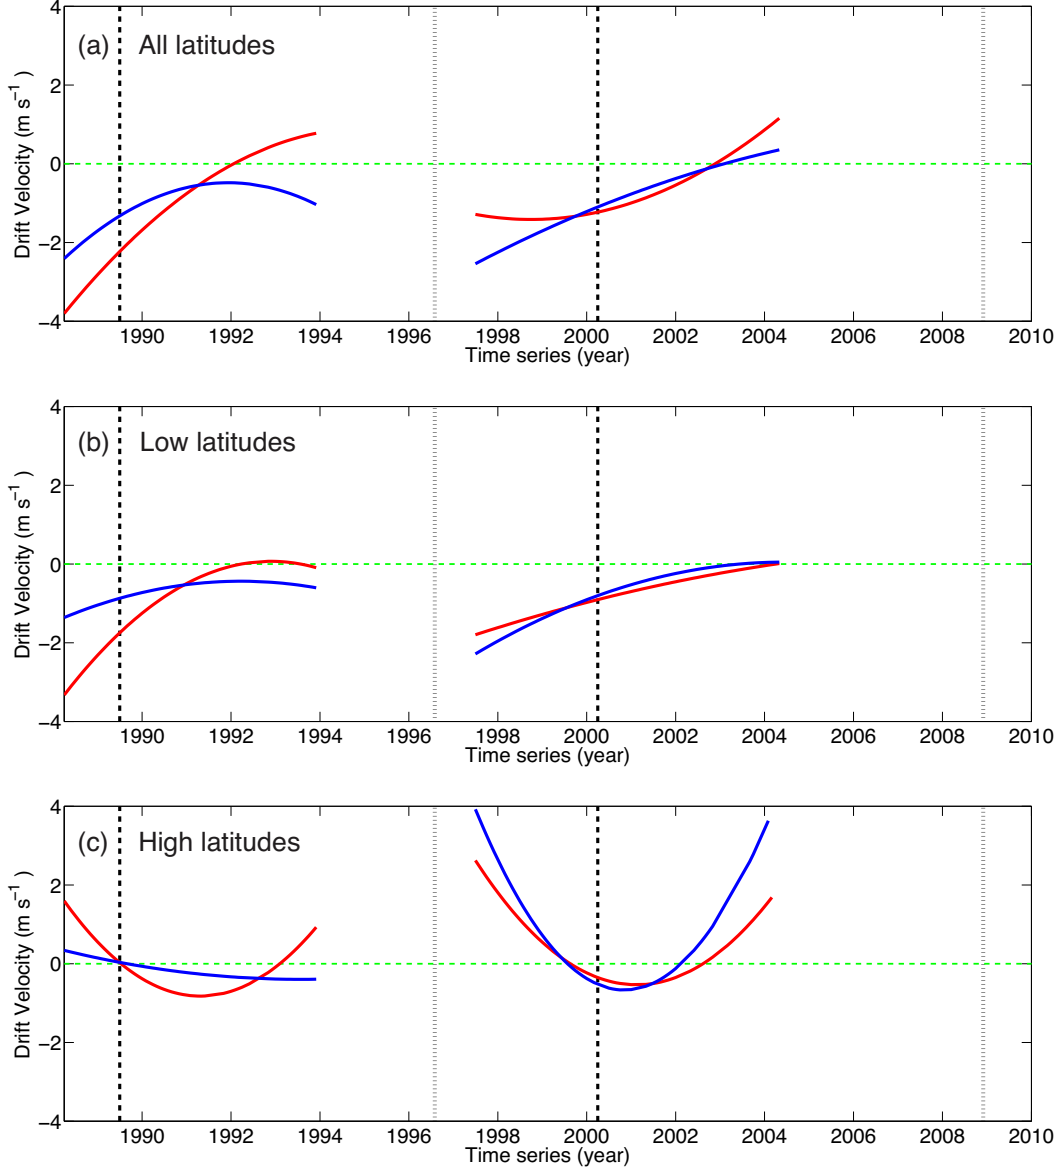 (a) All latitudes
Drift Velocity (m s⁻¹ )
4
2
0
−2
−4
1990 1992 1994 1996 1998 2000 2002 2004 2006 2008 2010
Time series (year)
(b) Low latitudes
Drift Velocity (m s⁻¹ )
4
2
0
−2
−4
1990 1992 1994 1996 1998 2000 2002 2004 2006 2008 2010
Time series (year)
(c) High latitudes
Drift Velocity (m s⁻¹ )
4
2
0
−2
−4
1990 1992 1994 1996 1998 2000 2002 2004 2006 2008 2010
Time series (year)